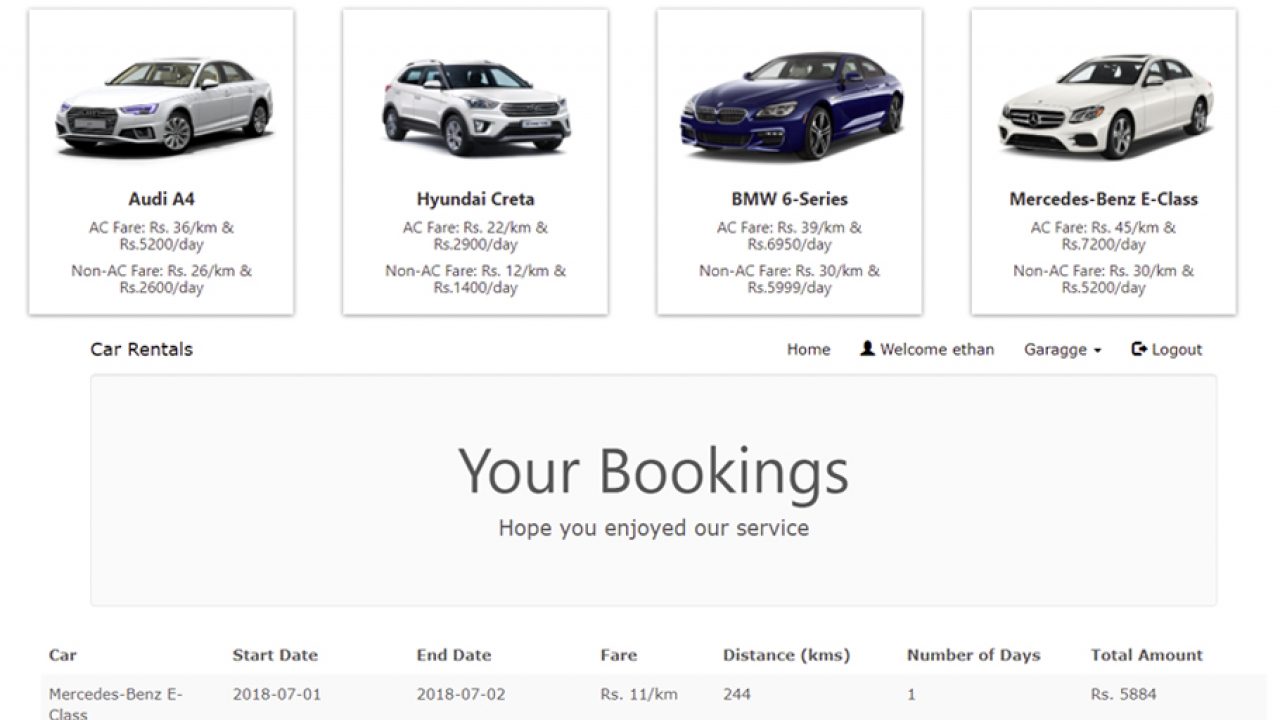 Audi A4
AC Fare: Rs. 36/km &
Rs.5200/day
Non-AC Fare: Rs. 26/km &
Rs.2600/day
Hyundai Creta
AC Fare: Rs. 22/km &
Rs.2900/day
Non-AC Fare: Rs. 12/km &
Rs.1400/day
BMW 6-Series
AC Fare: Rs. 39/km &
Rs.6950/day
Non-AC Fare: Rs. 30/km &
Rs.5999/day
Mercedes-Benz E-Class
AC Fare: Rs. 45/km &
Rs.7200/day
Non-AC Fare: Rs. 30/km &
Rs.5200/day
Car Rentals Home Welcome ethan Garagge Logout
Your Bookings
Hope you enjoyed our service
Car Start Date End Date Fare Distance (kms) Number of Days Total Amount
Mercedes-Benz E- 2018-07-01 2018-07-02 Rs. 11/km 244 1 Rs. 5884
Class